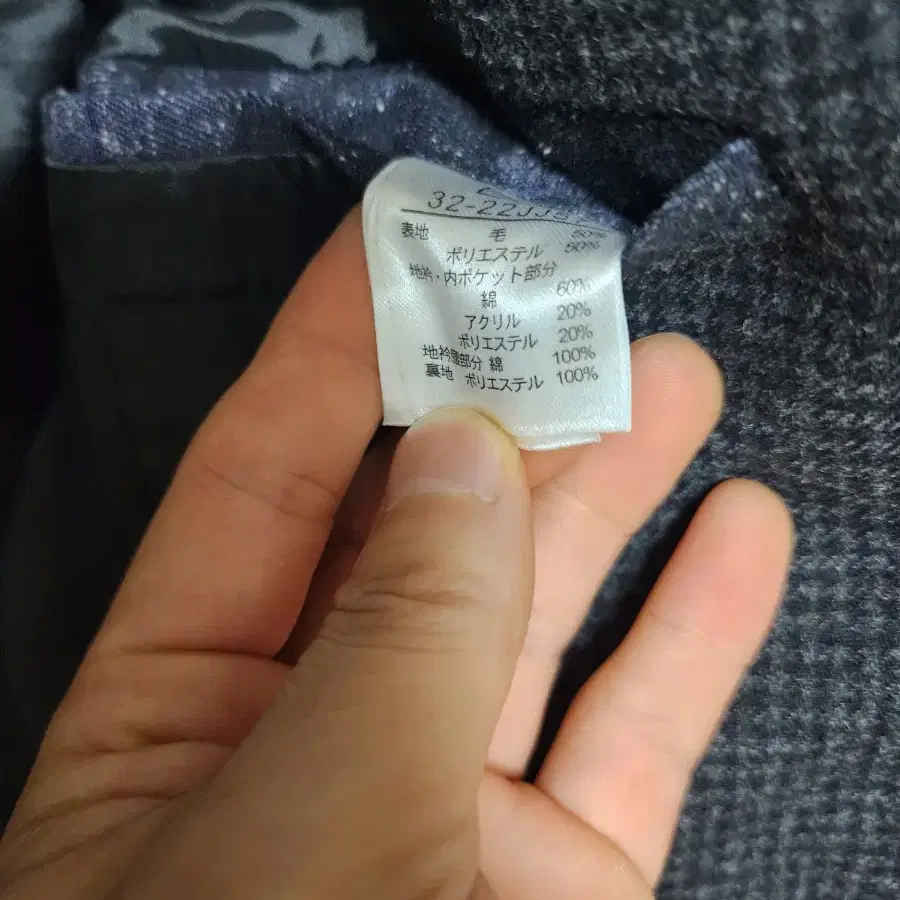 32-22JJ
表地 毛 50%
ポリエステル 50%
地衿・内ポケット部分
綿 60%
アクリル 20%
ポリエステル 20%
地衿裏部分 綿 100%
裏地 ポリエステル 100%